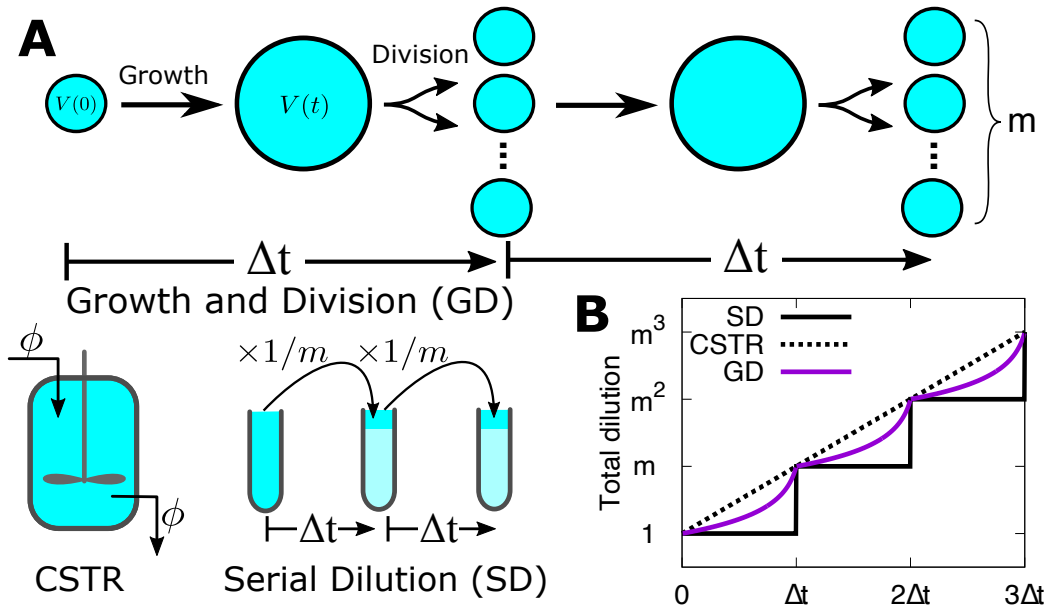 A
Growth
Division
V(0)
V(t)
m
Δt
Δt
Growth and Division (GD)
ϕ
ϕ
CSTR
×1/m
×1/m
Δt
Δt
Serial Dilution (SD)
B
SD
CSTR
GD
Total dilution
m³
m²
m
1
0
Δt
2Δt
3Δt